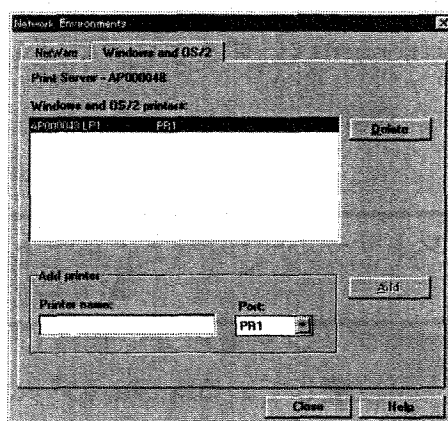 Network Environments
NetWare Windows and OS/2
Print Server - AP000048
Windows and OS/2 printers:
AP000048.LP1 PR1
Delete
Add printer
Add
Printer name: Port:
PR1
Close Help